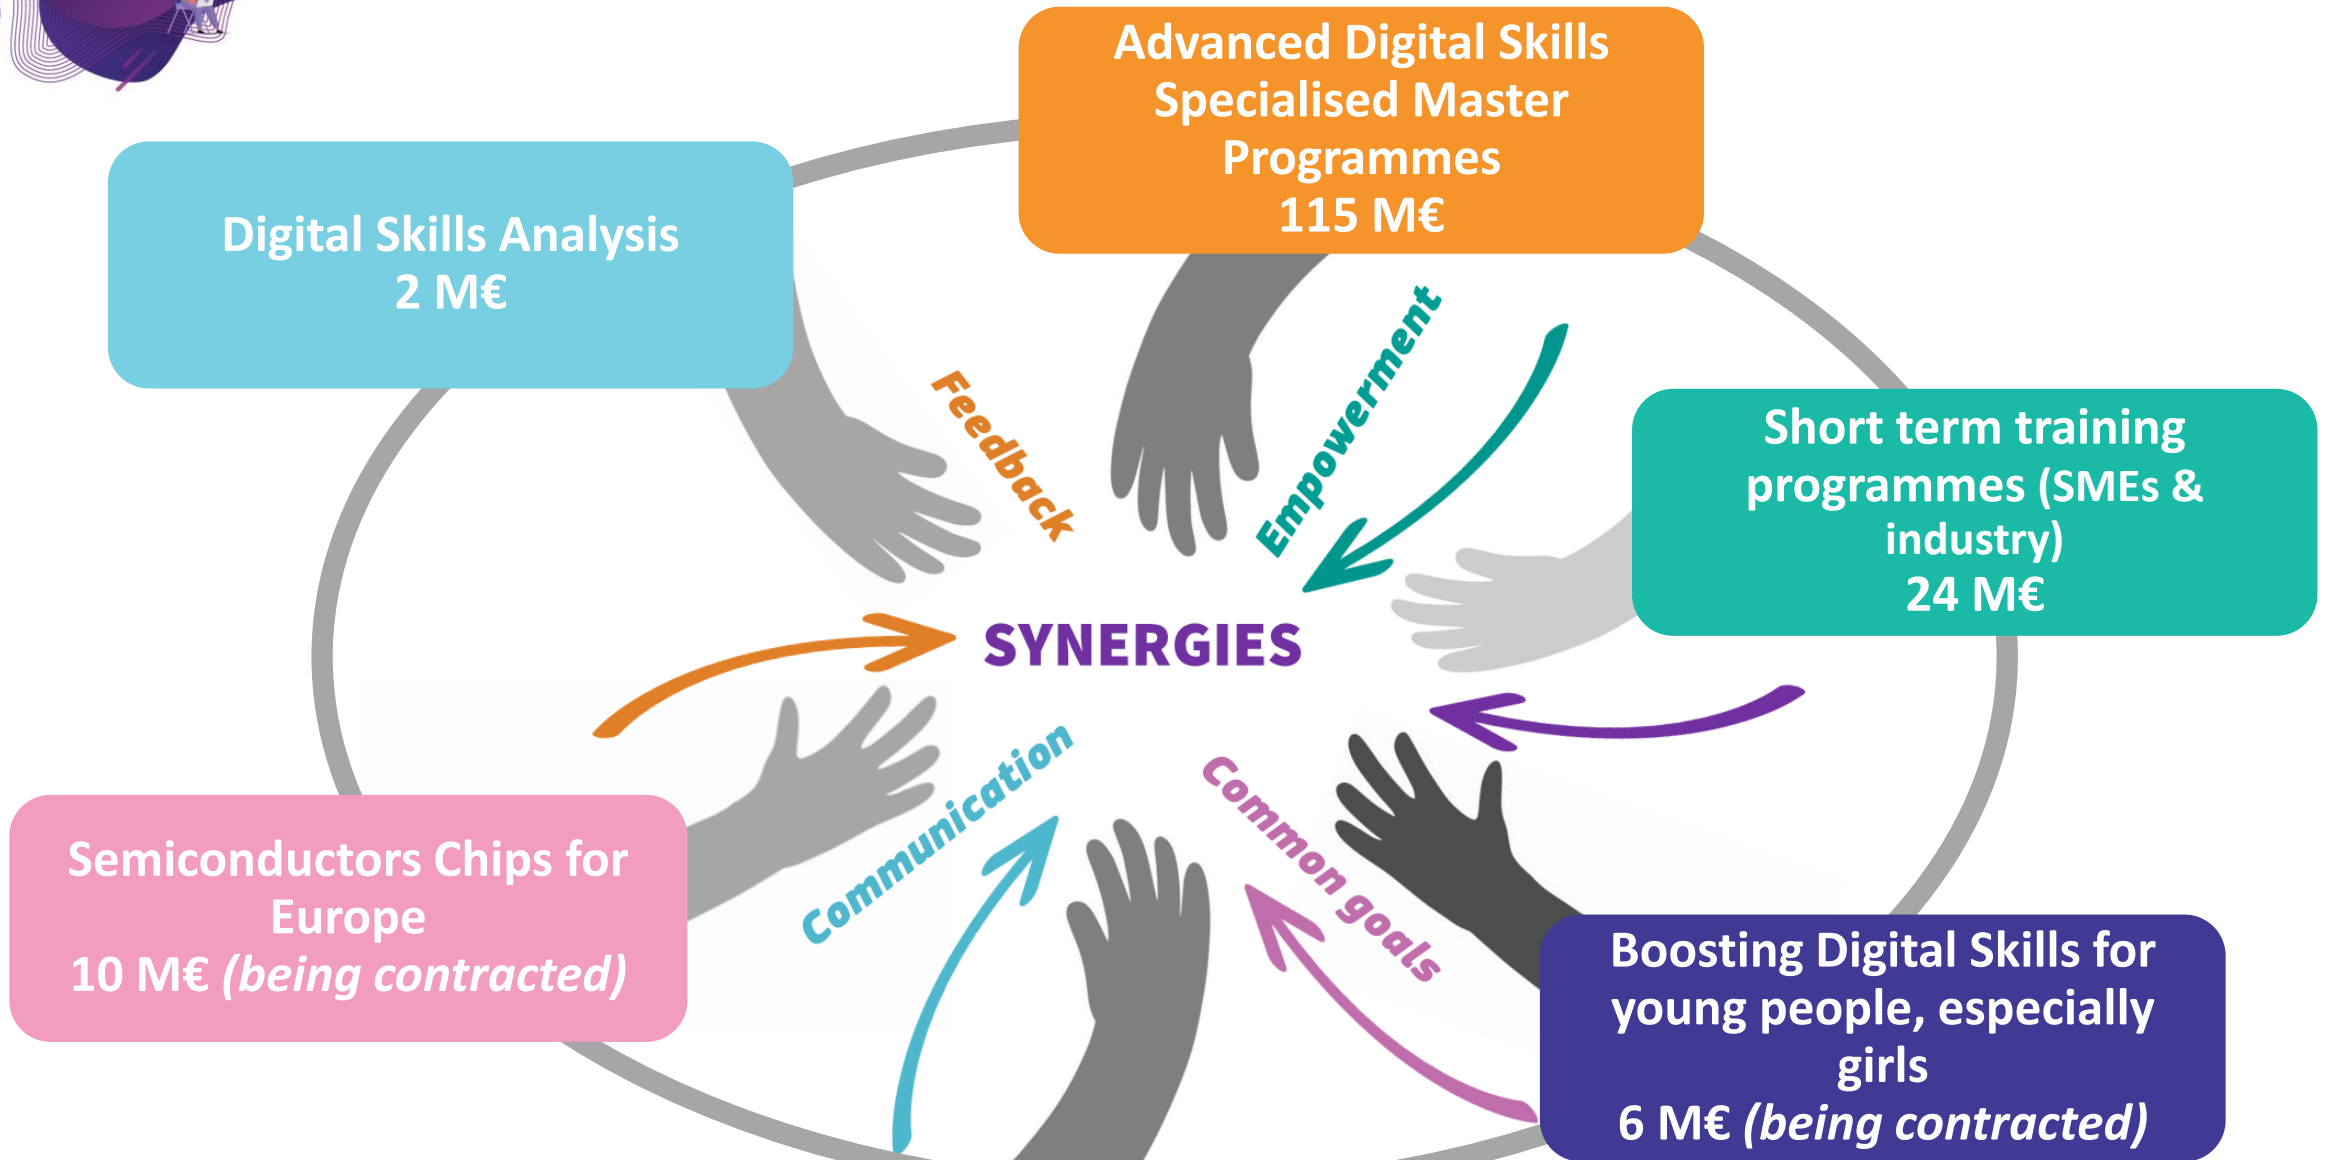 Advanced Digital Skills
Specialised Master
Programmes
115 M€
Digital Skills Analysis
2 M€
Feedback
Empowerment
Short term training
programmes (SMEs &
industry)
24 M€
SYNERGIES
Communication
Common goals
Semiconductors Chips for
Europe
10 M€ (being contracted)
Boosting Digital Skills for
young people, especially
girls
6 M€ (being contracted)